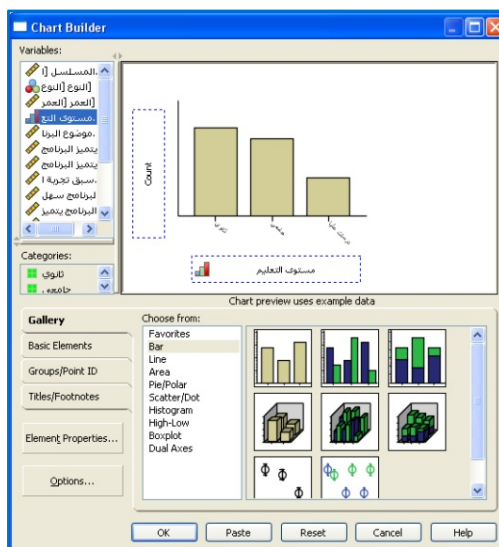 Chart Builder
Variables:
المسلسل [ا.
النوع [النوع]
العمر [العمر]
مستوى التع.
موضوع البرنا.
يتميز البرنامج
يتميز البرنامج
سبق تجربة ا.
لبرنامج سهل
البرنامج يتميز
Categories:
ثانوي
جامعي
Count
ثانوي
جامعي
مستوى التعليم
Chart preview uses example data
Gallery
Basic Elements
Groups/Point ID
Titles/Footnotes
Element Properties...
Options...
Choose from:
Favorites
Bar
Line
Area
Pie/Polar
Scatter/Dot
Histogram
High-Low
Boxplot
Dual Axes
OK
Paste
Reset
Cancel
Help